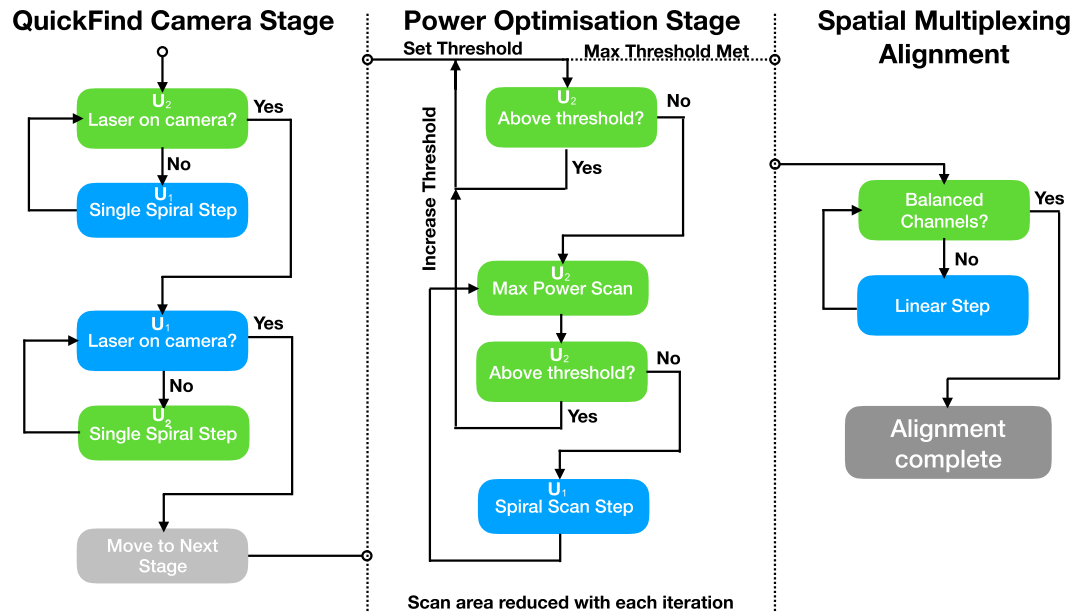 QuickFind Camera Stage
U₂
Laser on camera?
Yes
No
U₁
Single Spiral Step
U₁
Laser on camera?
Yes
No
U₂
Single Spiral Step
Move to Next
Stage
Power Optimisation Stage
Set Threshold
Max Threshold Met
U₂
Above threshold?
No
Yes
Increase Threshold
U₂
Max Power Scan
U₂
Above threshold?
No
Yes
U₁
Spiral Scan Step
Scan area reduced with each iteration
Spatial Multiplexing
Alignment
Balanced
Channels?
Yes
No
Linear Step
Alignment
complete